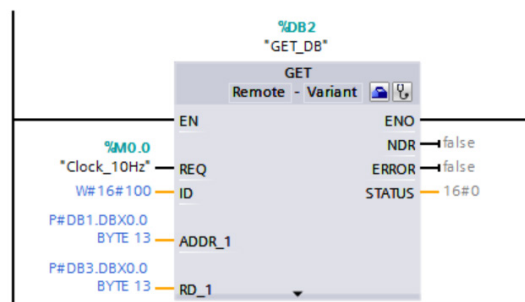 %DB2
"GET_DB"
GET
Remote - Variant
EN ENO
NDR false
%M0.0
"Clock_10Hz" REQ ERROR false
W#16#100 ID STATUS 16#0
P#DB1.DBX0.0
BYTE 13 ADDR_1
P#DB3.DBX0.0
BYTE 13 RD_1